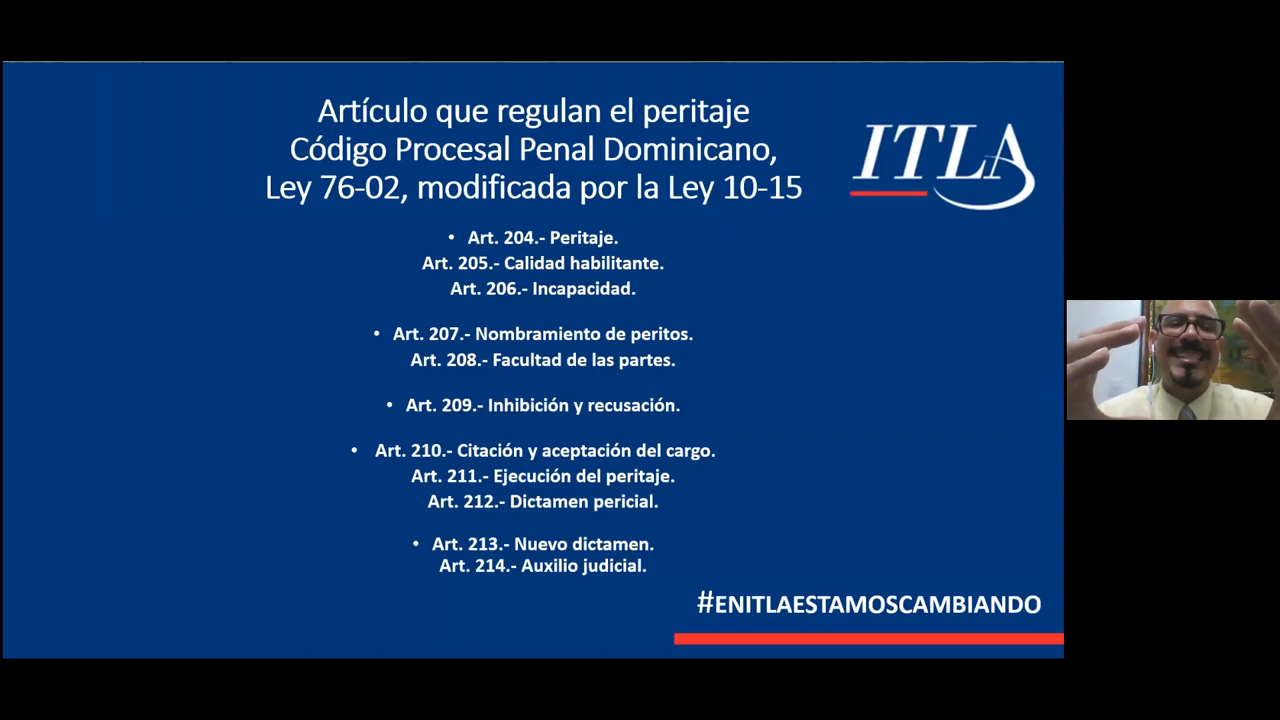 Artículo que regulan el peritaje
Código Procesal Penal Dominicano,
Ley 76-02, modificada por la Ley 10-15
ITLA
• Art. 204.- Peritaje.
Art. 205.- Calidad habilitante.
Art. 206.- Incapacidad.
• Art. 207.- Nombramiento de peritos.
Art. 208.- Facultad de las partes.
• Art. 209.- Inhibición y recusación.
• Art. 210.- Citación y aceptación del cargo.
Art. 211.- Ejecución del peritaje.
Art. 212.- Dictamen pericial.
• Art. 213.- Nuevo dictamen.
Art. 214.- Auxilio judicial.
#ENITLAESTAMOSCAMBIANDO